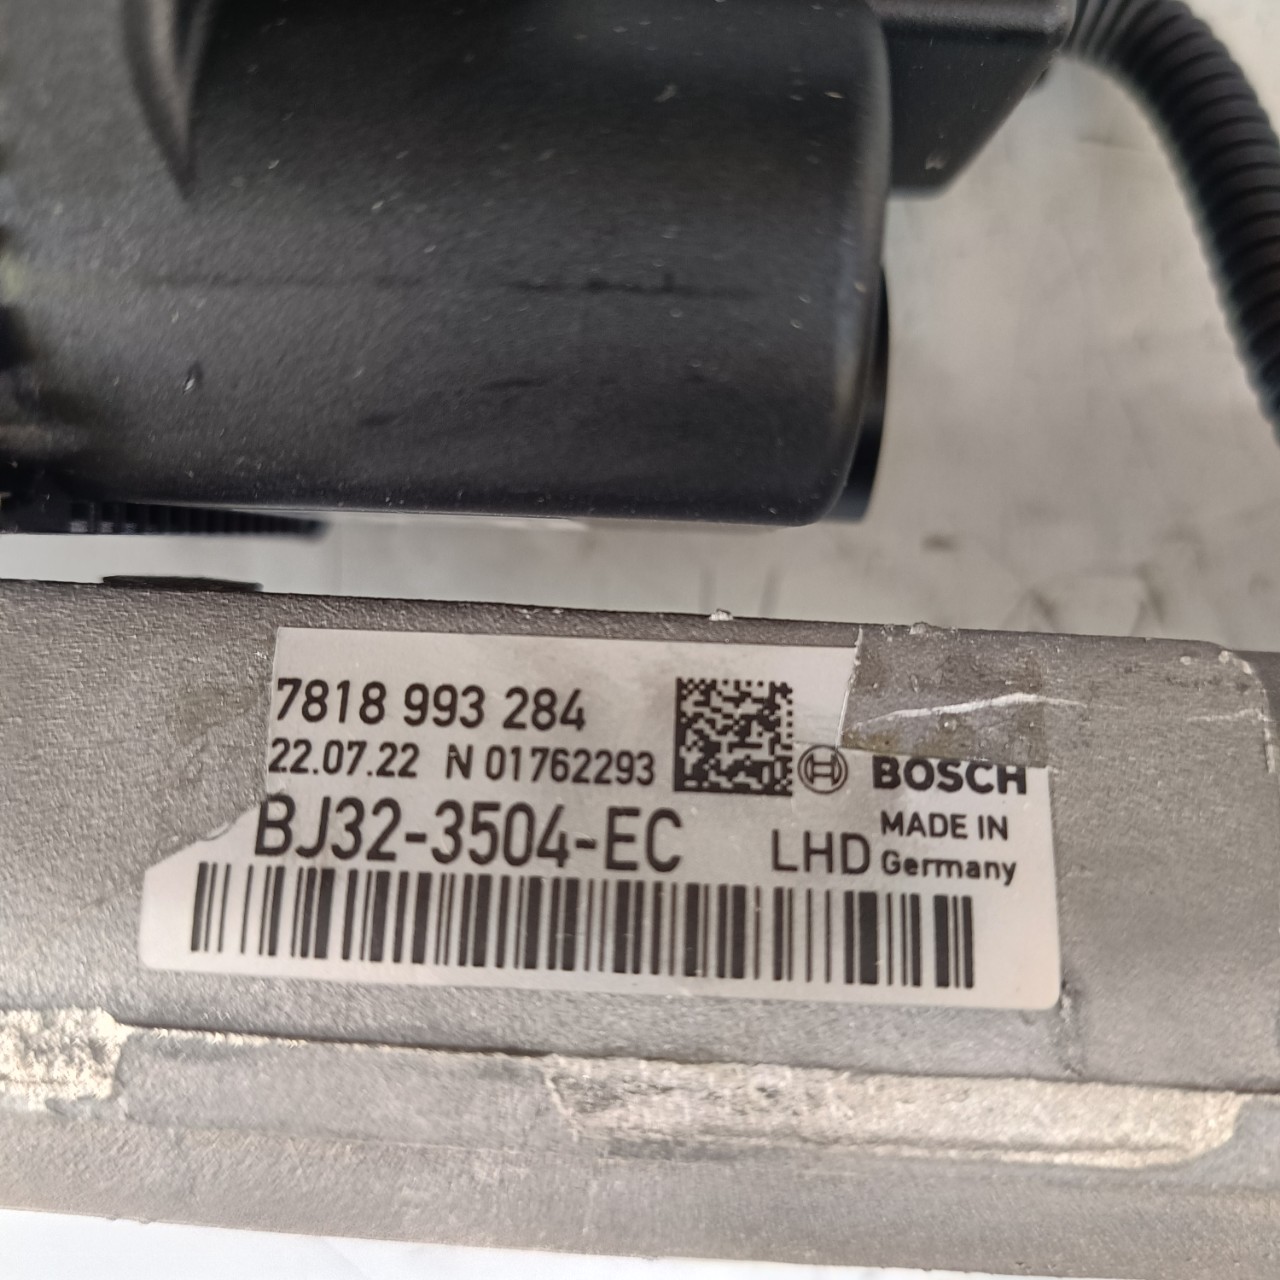 7818 993 284
22.07.22 N 01762293
BOSCH
BJ32-3504-EC
LHD
MADE IN
Germany